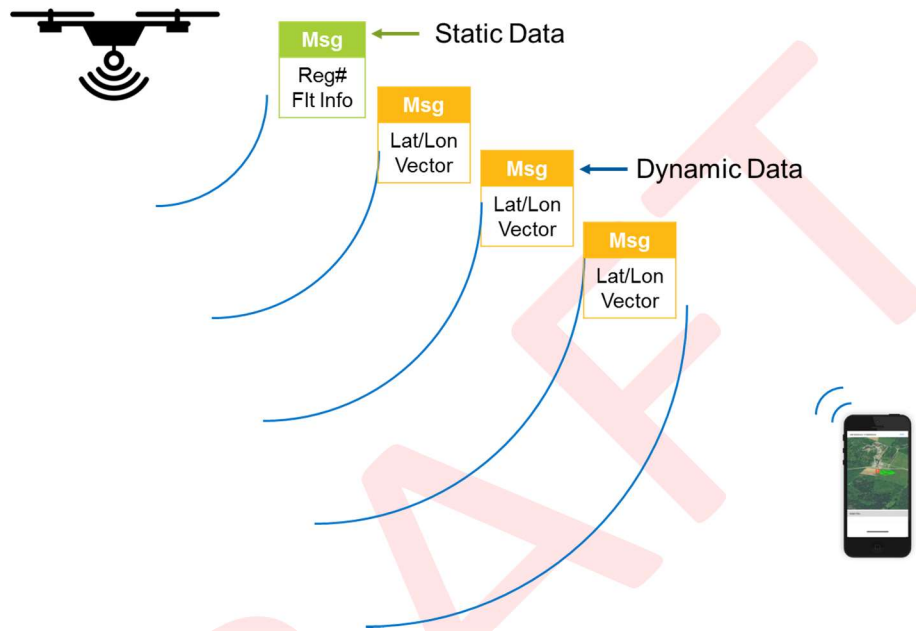 Msg
Static Data
Reg#
Flt Info
Msg
Lat/Lon
Vector
Msg
Dynamic Data
Lat/Lon
Vector
Msg
Lat/Lon
Vector
RAFT